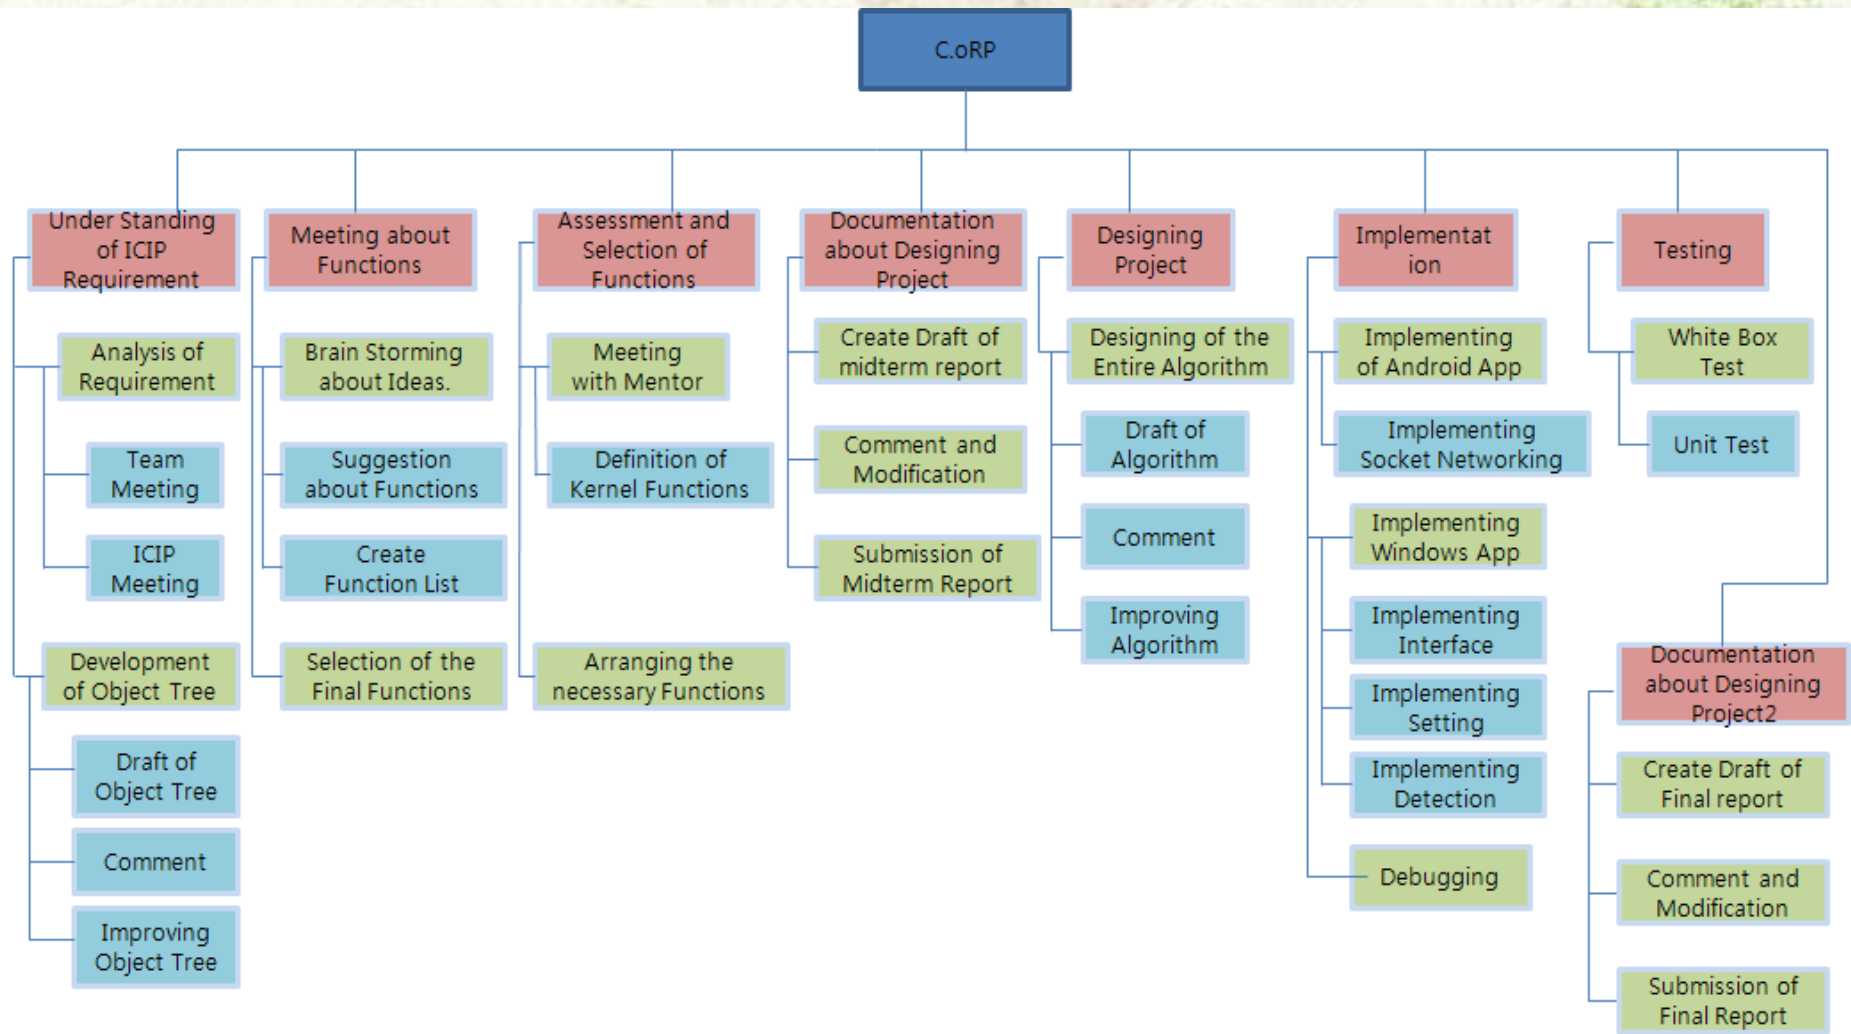 C.oRP
Under Standing
of ICIP
Requirement
Analysis of
Requirement
Team
Meeting
ICIP
Meeting
Development
of Object Tree
Draft of
Object Tree
Comment
Improving
Object Tree
Meeting about
Functions
Brain Storming
about Ideas.
Suggestion
about Functions
Create
Function List
Selection of the
Final Functions
Assessment and
Selection of
Functions
Meeting
with Mentor
Definition of
Kernel Functions
Arranging the
necessary Functions
Documentation
about Designing
Project
Create Draft of
midterm report
Comment and
Modification
Submission of
Midterm Report
Designing
Project
Designing of the
Entire Algorithm
Draft of
Algorithm
Comment
Improving
Algorithm
Implementat
ion
Implementing
of Android App
Implementing
Socket Networking
Implementing
Windows App
Implementing
Interface
Implementing
Setting
Implementing
Detection
Debugging
Testing
White Box
Test
Unit Test
Documentation
about Designing
Project2
Create Draft of
Final report
Comment and
Modification
Submission of
Final Report